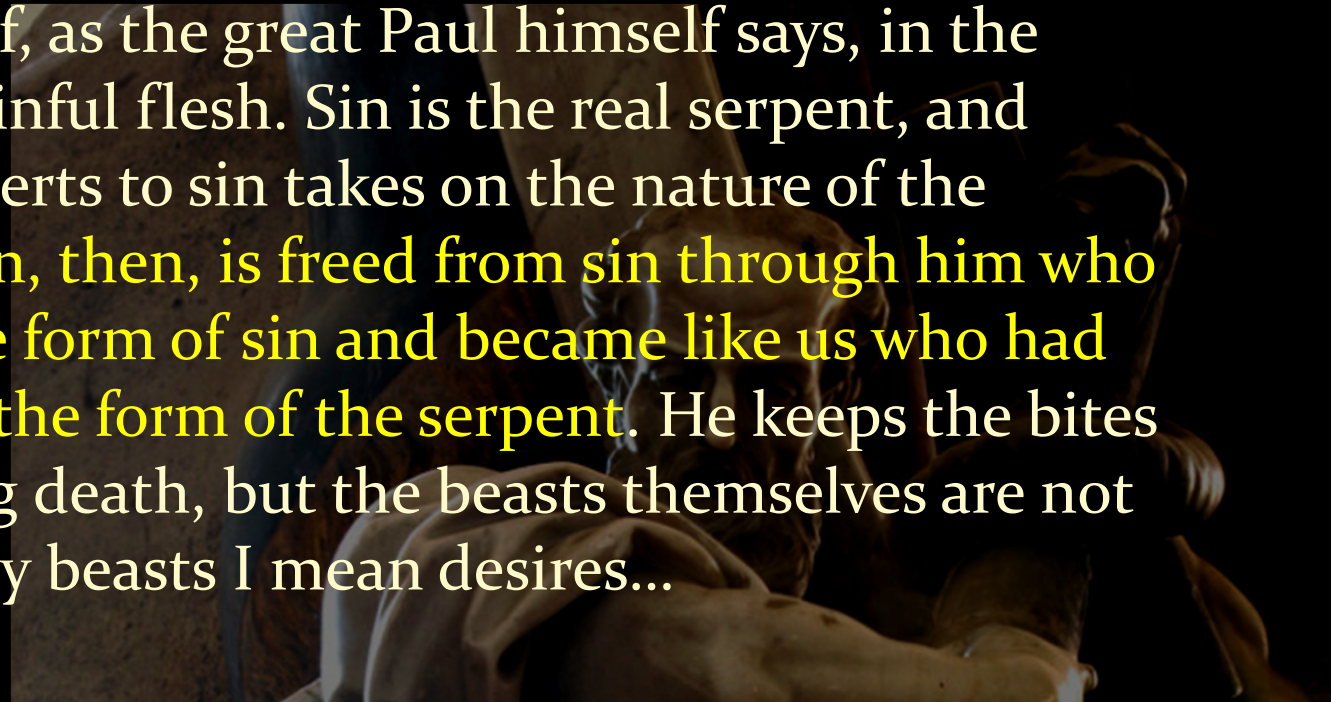 f, as the great Paul himself says, in the
inful flesh. Sin is the real serpent, and
erts to sin takes on the nature of the
n, then, is freed from sin through him who
e form of sin and became like us who had
the form of the serpent. He keeps the bites
g death, but the beasts themselves are not
y beasts I mean desires...